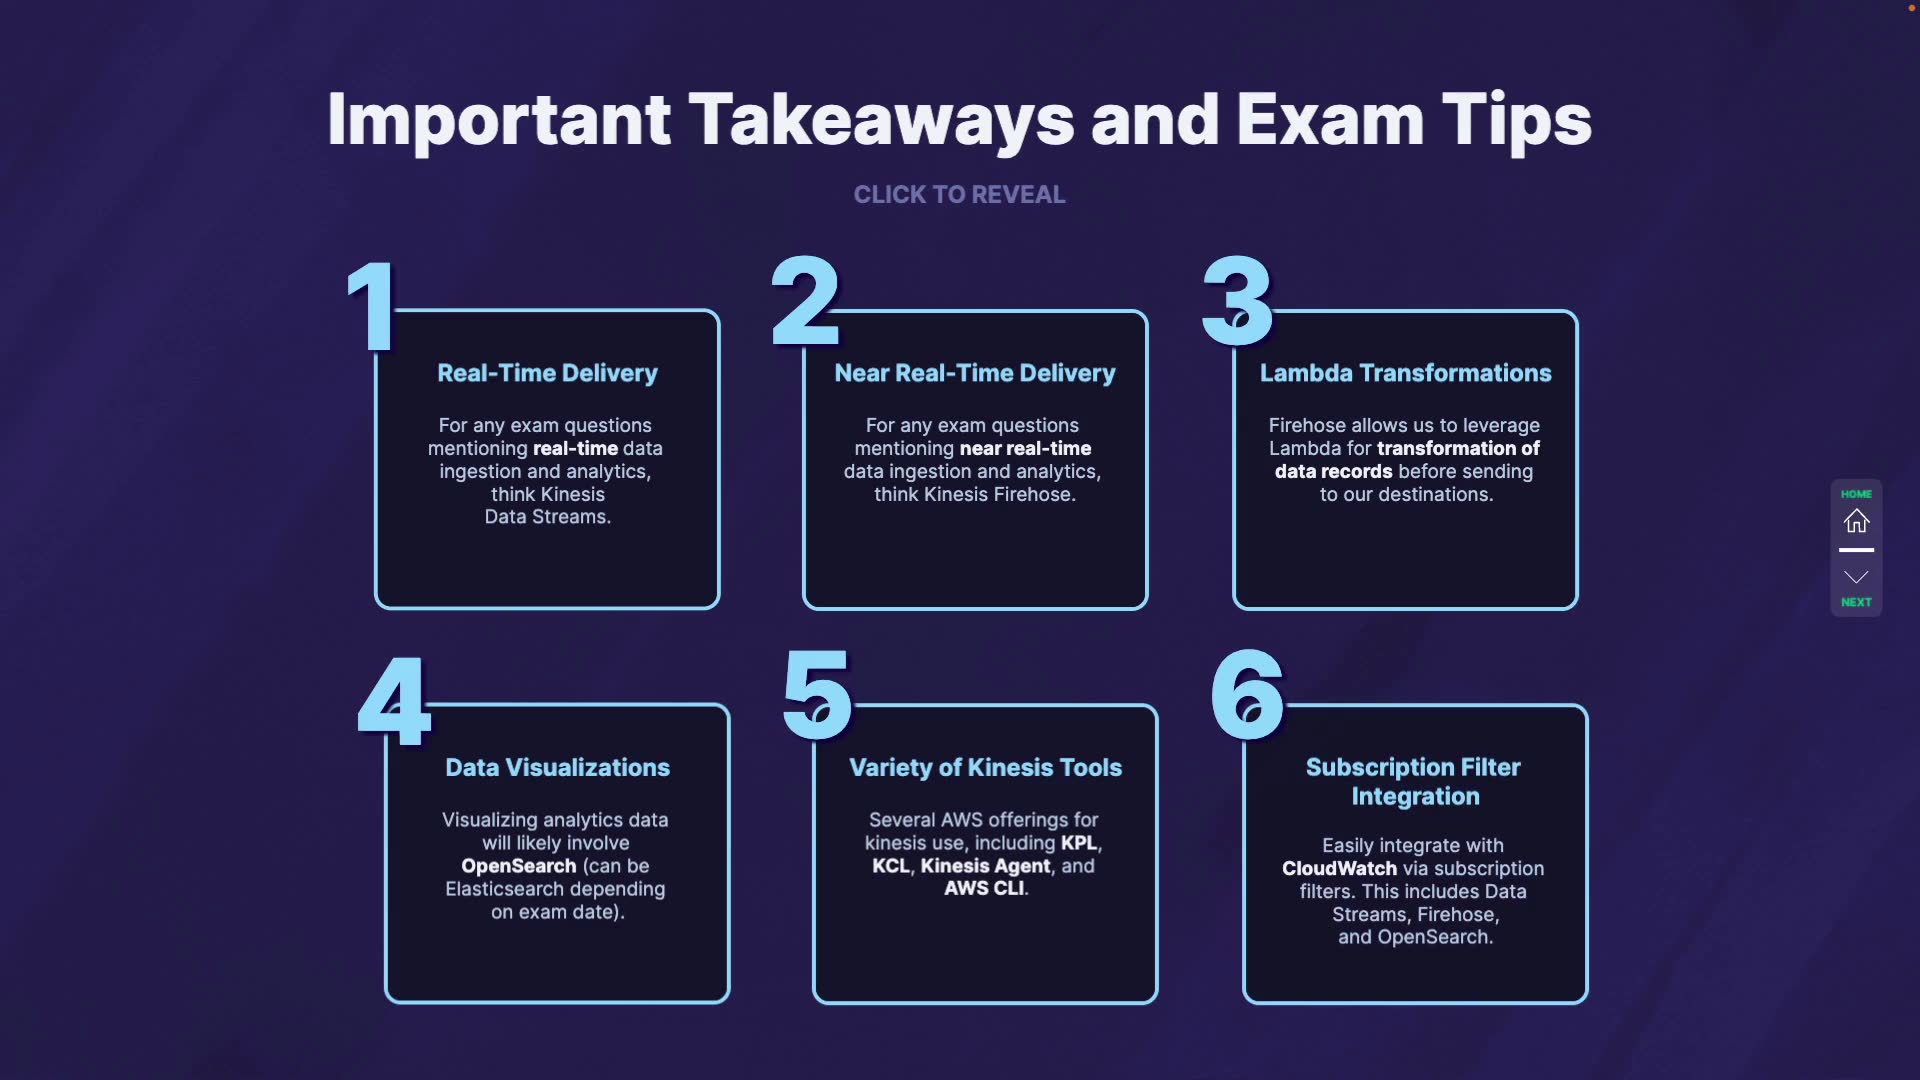 Important Takeaways and Exam Tips
CLICK TO REVEAL
1
Real-Time Delivery
For any exam questions
mentioning real-time data
ingestion and analytics,
think Kinesis
Data Streams.
2
Near Real-Time Delivery
For any exam questions
mentioning near real-time
data ingestion and analytics,
think Kinesis Firehose.
3
Lambda Transformations
Firehose allows us to leverage
Lambda for transformation of
data records before sending
to our destinations.
4
Data Visualizations
Visualizing analytics data
will likely involve
OpenSearch (can be
Elasticsearch depending
on exam date).
5
Variety of Kinesis Tools
Several AWS offerings for
kinesis use, including KPL,
KCL, Kinesis Agent, and
AWS CLI.
6
Subscription Filter
Integration
Easily integrate with
CloudWatch via subscription
filters. This includes Data
Streams, Firehose,
and OpenSearch.
HOME
NEXT